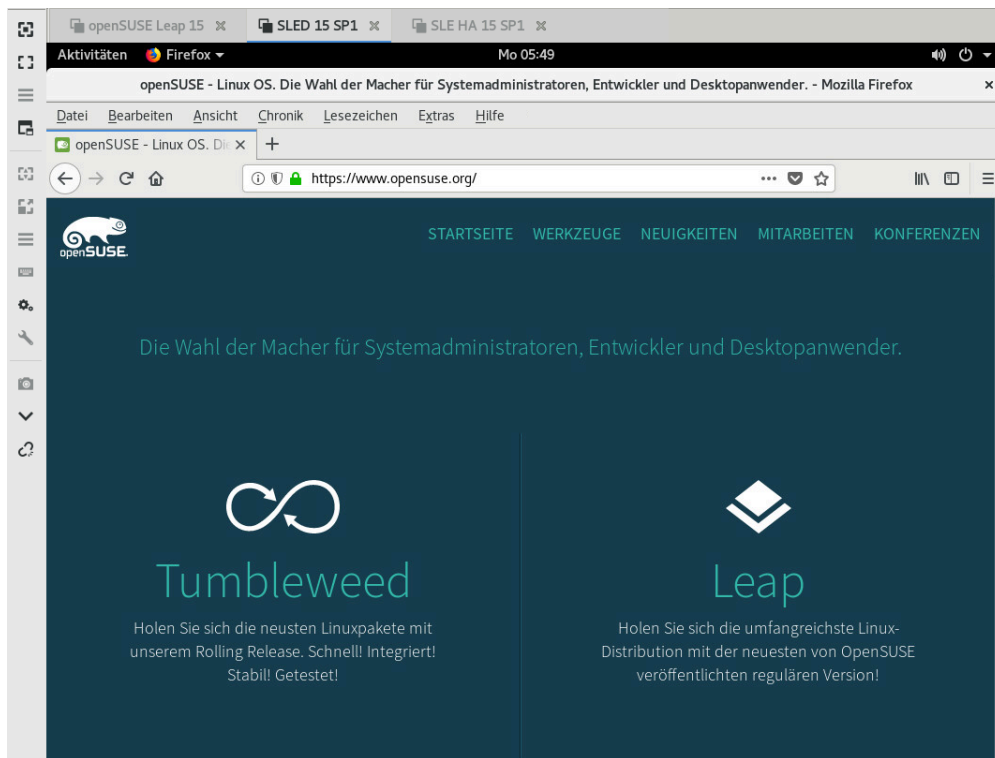 openSUSE Leap 15
SLED 15 SP1
SLE HA 15 SP1
Aktivitäten Firefox Mo 05:49
openSUSE - Linux OS. Die Wahl der Macher für Systemadministratoren, Entwickler und Desktopanwender. - Mozilla Firefox
Datei Bearbeiten Ansicht Chronik Lesezeichen Extras Hilfe
openSUSE - Linux OS. Die
https://www.opensuse.org/
openSUSE.
STARTSEITE WERKZEUGE NEUIGKEITEN MITARBEITEN KONFERENZEN
Die Wahl der Macher für Systemadministratoren, Entwickler und Desktopanwender.
Tumbleweed
Holen Sie sich die neusten Linuxpakete mit
unserem Rolling Release. Schnell! Integriert!
Stabil! Getestet!
Leap
Holen Sie sich die umfangreichste Linux-
Distribution mit der neuesten von OpenSUSE
veröffentlichten regulären Version!